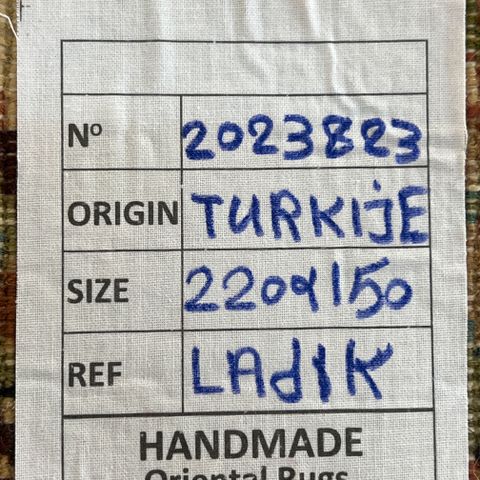 Nº 2023823
ORIGIN TURKIJE
SIZE 220x150
REF LAdIK
HANDMADE
Oriental Rugs